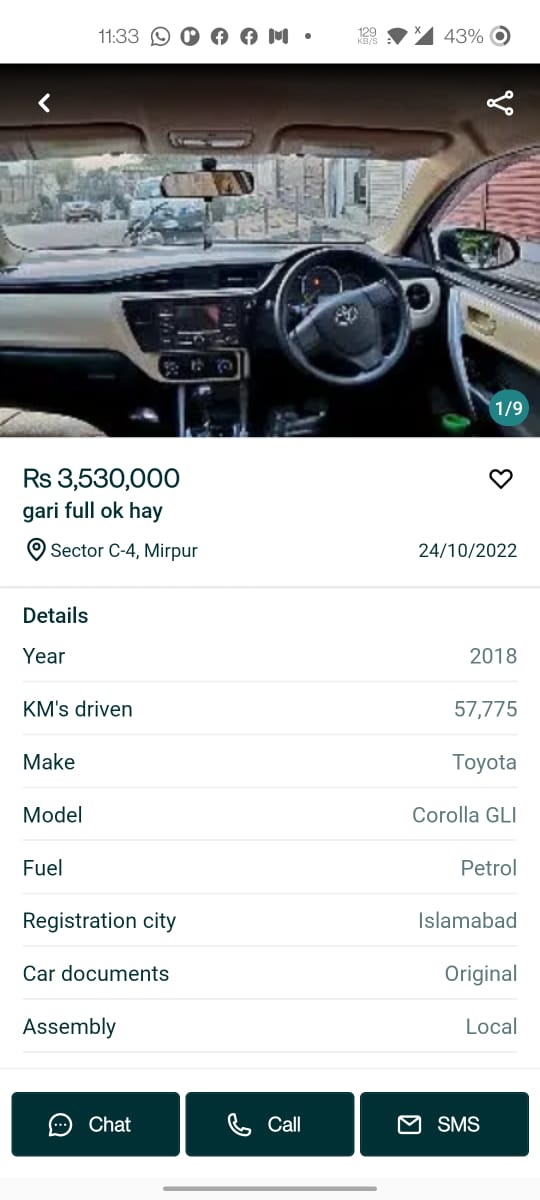 11:33
129
KB/S
43%
1/9
Rs 3,530,000
gari full ok hay
Sector C-4, Mirpur 24/10/2022
Details
Year 2018
KM's driven 57,775
Make Toyota
Model Corolla GLI
Fuel Petrol
Registration city Islamabad
Car documents Original
Assembly Local
Chat Call SMS